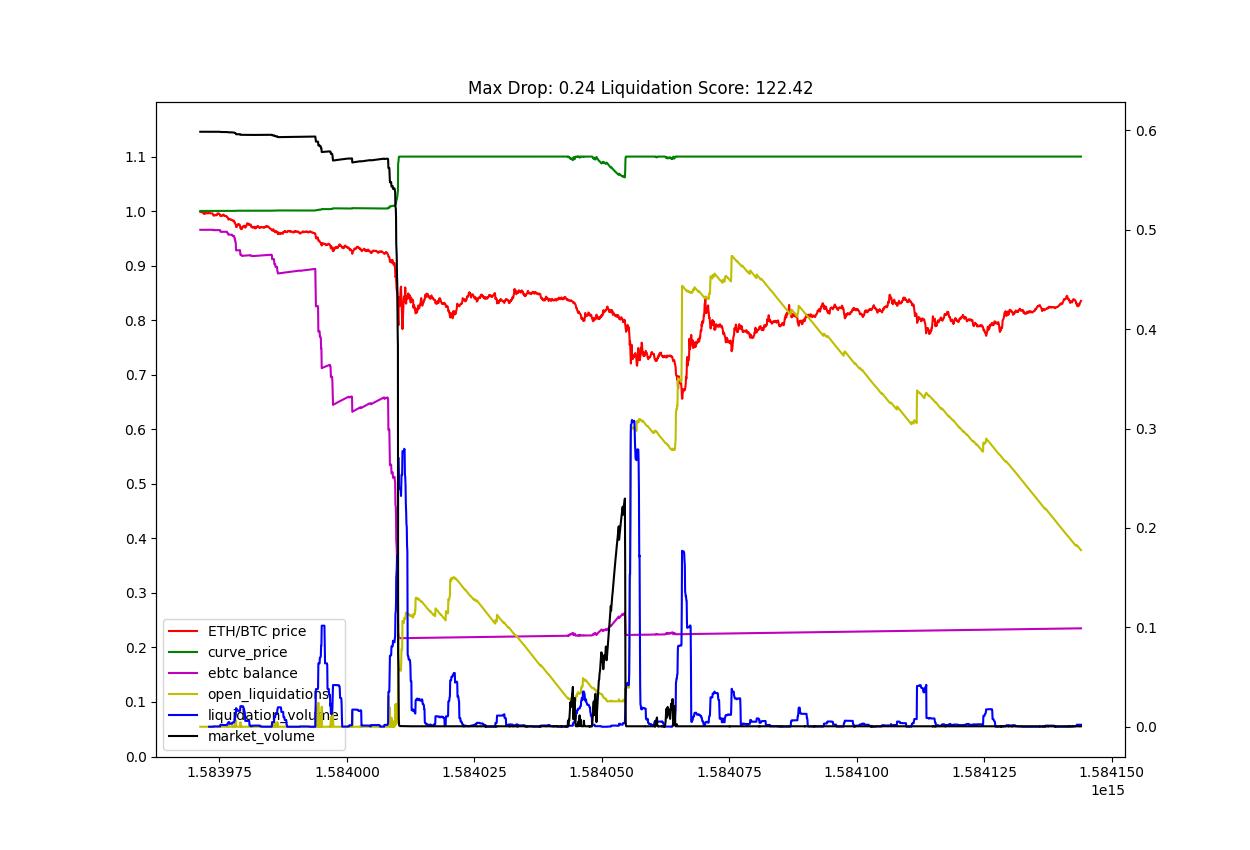 Max Drop: 0.24 Liquidation Score: 122.42
1.1
1.0
0.9
0.8
0.7
0.6
0.5
0.4
0.3
0.2
0.1
0.0
0.6
0.5
0.4
0.3
0.2
0.1
0.0
ETH/BTC price
curve_price
ebtc balance
open_liquidations
liquidation_volume
market_volume
1.583975 1.584000 1.584025 1.584050 1.584075 1.584100 1.584125 1.584150
1e15